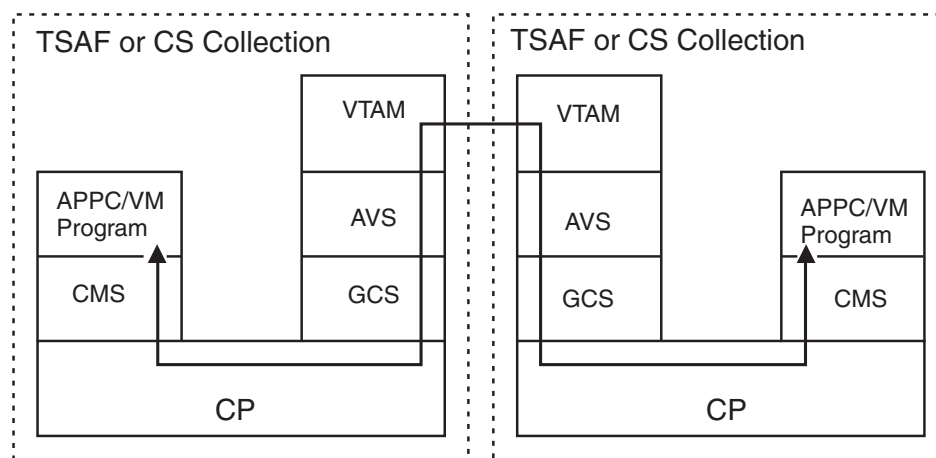 TSAF or CS Collection
VTAM
APPC/VM
Program
AVS
CMS
GCS
CP
TSAF or CS Collection
VTAM
AVS
APPC/VM
Program
GCS
CMS
CP